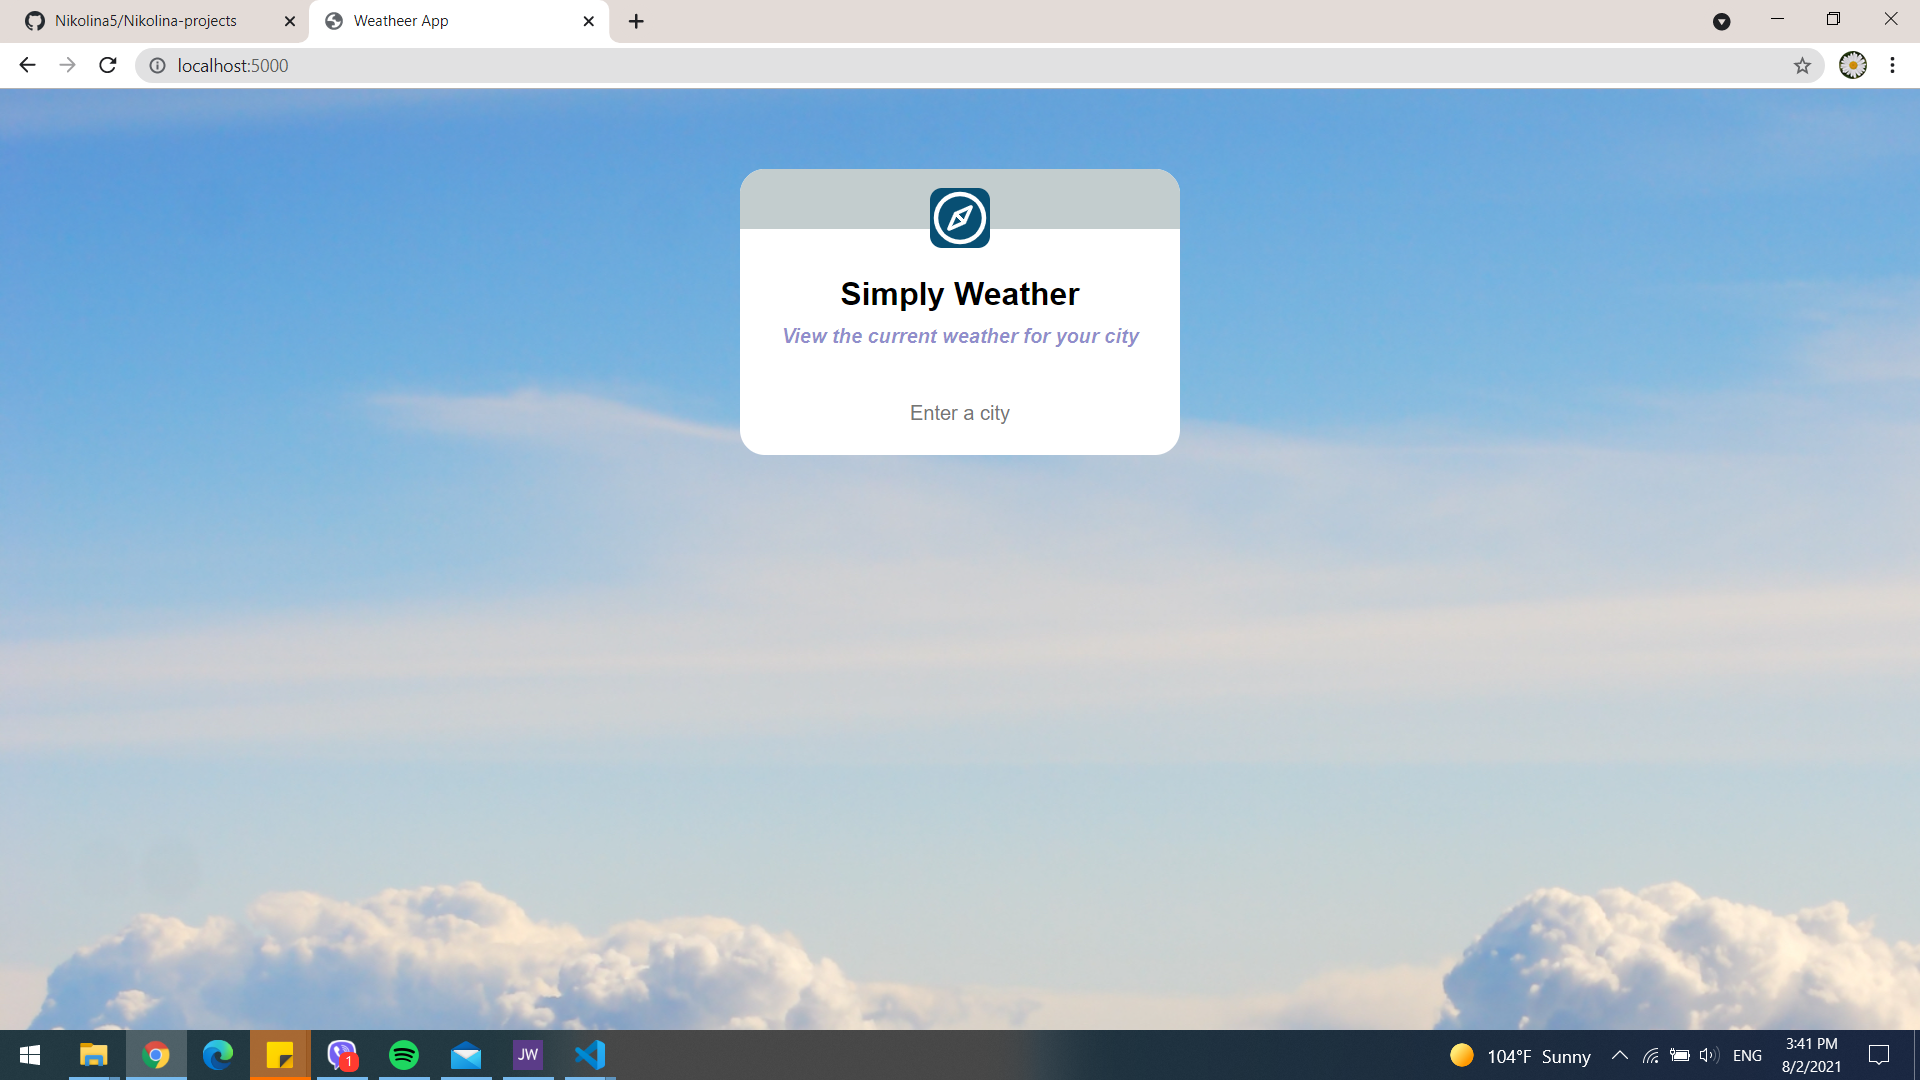 Nikolina5/Nikolina-projects
Weatheer App
localhost:5000
Simply Weather
View the current weather for your city
Enter a city
1
JW
104°F Sunny
ENG
3:41 PM
8/2/2021